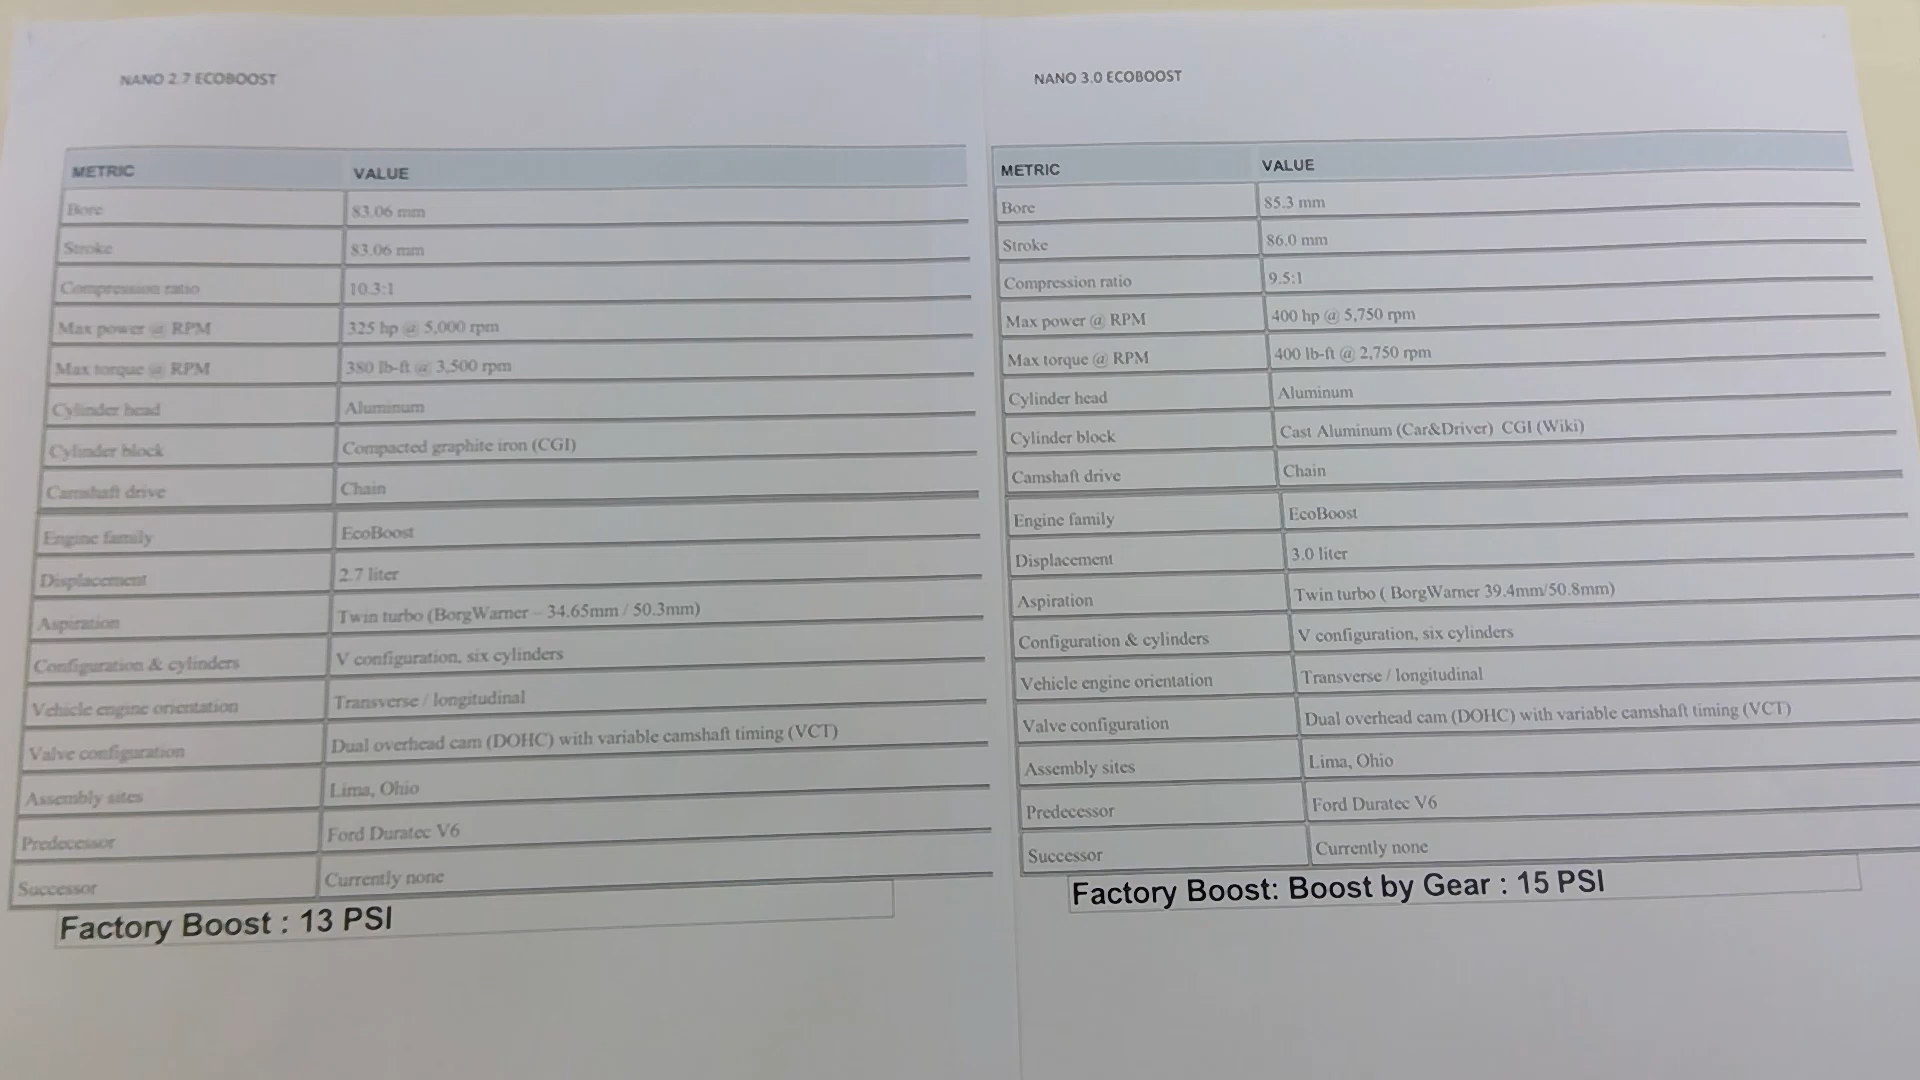 NANO 2.7 ECOBOOST
METRIC VALUE
Bore 83.06 mm
Stroke 83.06 mm
Compression ratio 10.3:1
Max power @ RPM 325 hp @ 5,000 rpm
Max torque @ RPM 380 lb-ft @ 3,500 rpm
Cylinder head Aluminum
Cylinder block Compacted graphite iron (CGI)
Camshaft drive Chain
Engine family EcoBoost
Displacement 2.7 liter
Aspiration Twin turbo (BorgWarner – 34.65mm / 50.3mm)
Configuration & cylinders V configuration, six cylinders
Vehicle engine orientation Transverse / longitudinal
Valve configuration Dual overhead cam (DOHC) with variable camshaft timing (VCT)
Assembly sites Lima, Ohio
Predecessor Ford Duratec V6
Successor Currently none
Factory Boost : 13 PSI
NANO 3.0 ECOBOOST
METRIC VALUE
Bore 85.3 mm
Stroke 86.0 mm
Compression ratio 9.5:1
Max power @ RPM 400 hp @ 5,750 rpm
Max torque @ RPM 400 lb-ft @ 2,750 rpm
Cylinder head Aluminum
Cylinder block Cast Aluminum (Car&Driver) CGI (Wiki)
Camshaft drive Chain
Engine family EcoBoost
Displacement 3.0 liter
Aspiration Twin turbo ( BorgWarner 39.4mm/50.8mm)
Configuration & cylinders V configuration, six cylinders
Vehicle engine orientation Transverse / longitudinal
Valve configuration Dual overhead cam (DOHC) with variable camshaft timing (VCT)
Assembly sites Lima, Ohio
Predecessor Ford Duratec V6
Successor Currently none
Factory Boost: Boost by Gear : 15 PSI